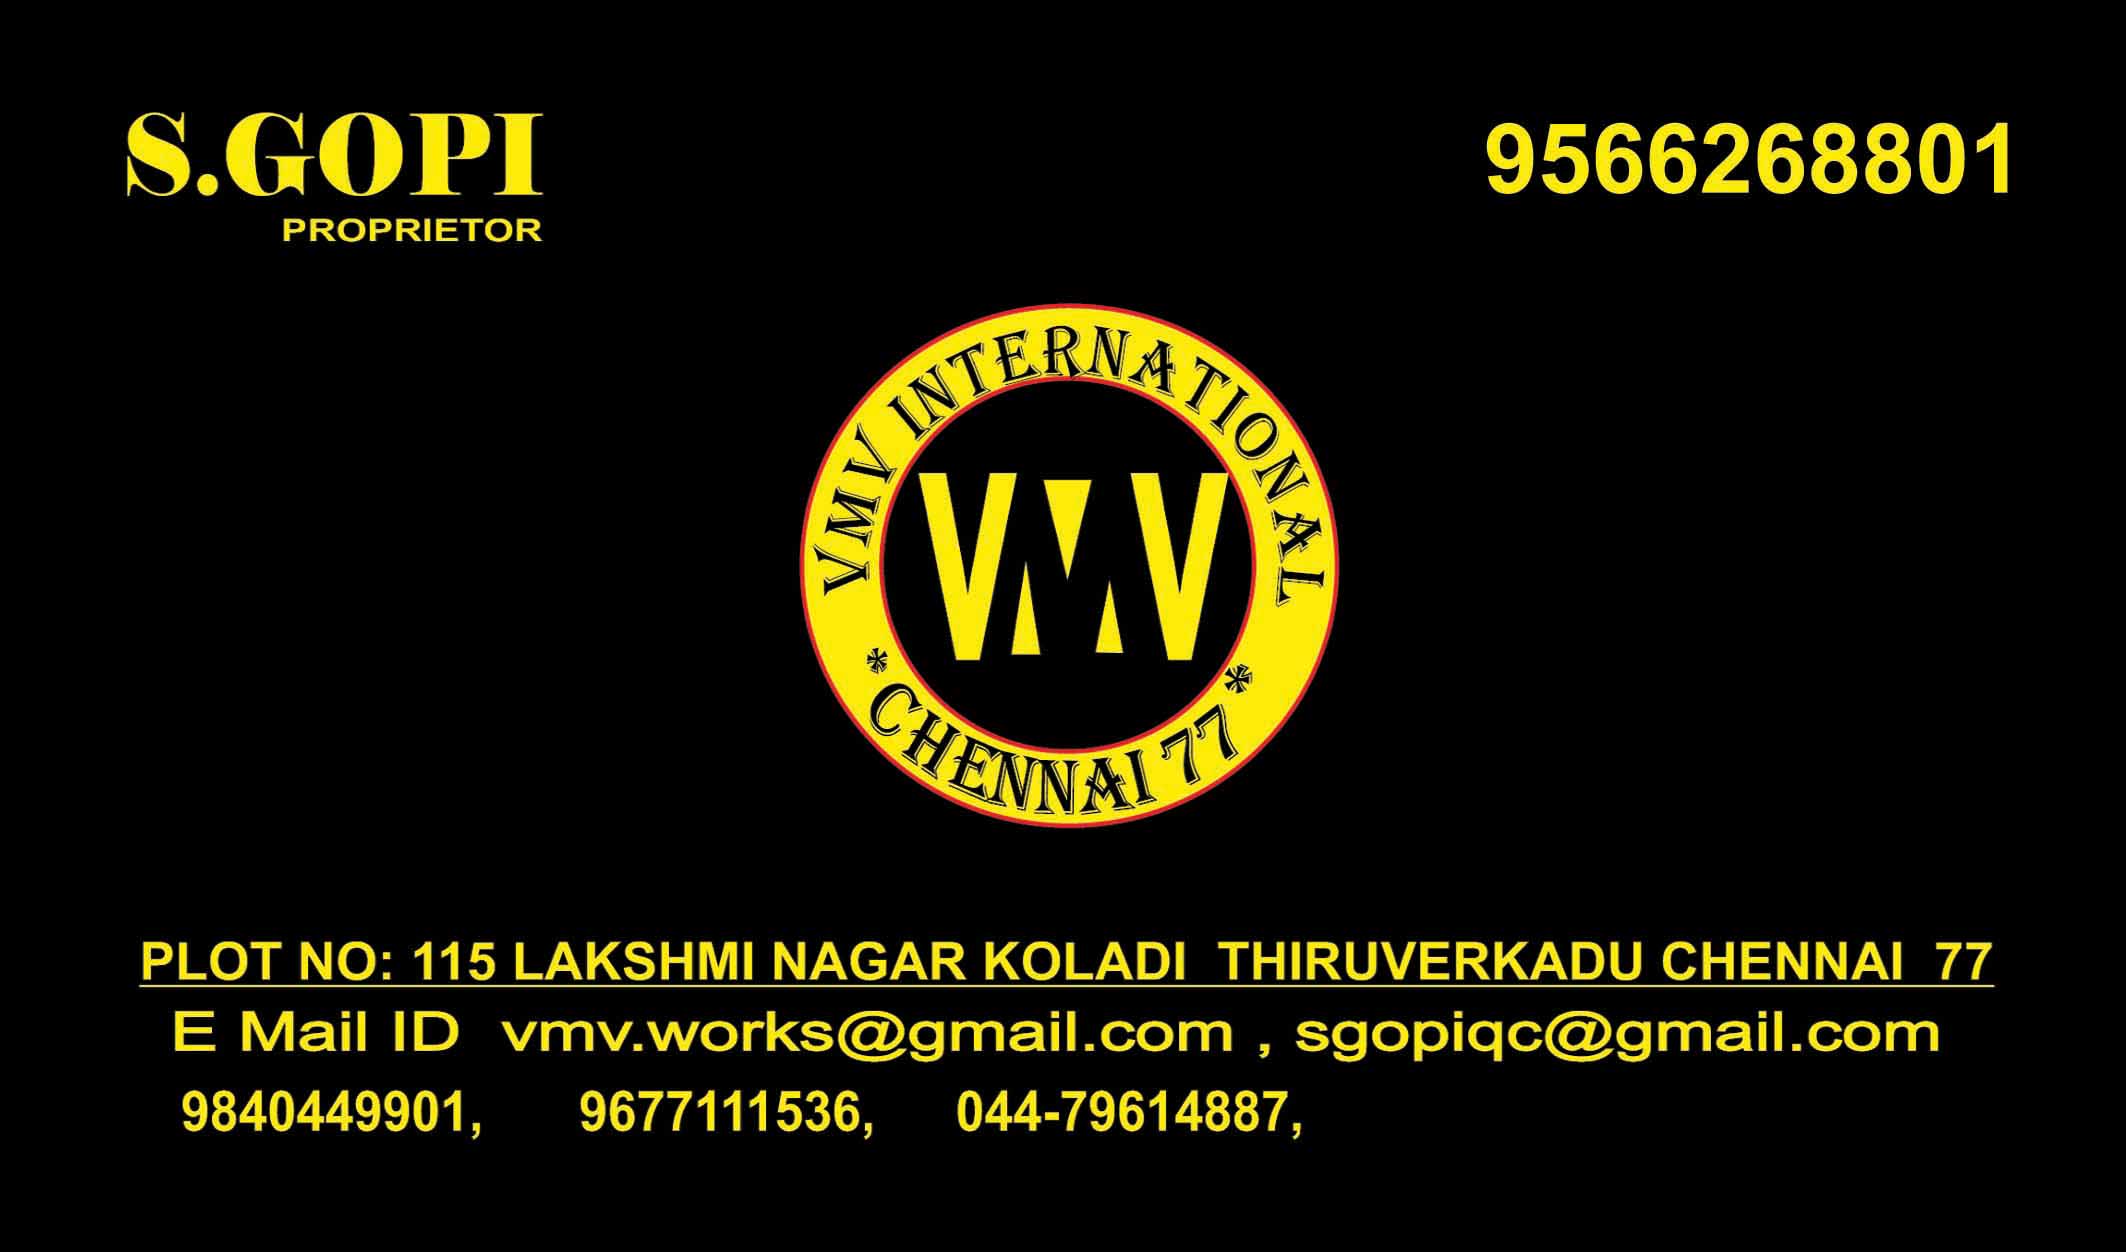 S.GOPI
PROPRIETOR
9566268801
VMV INTERNATIONAL
VMV
* CHENNAI 77 *
PLOT NO: 115 LAKSHMI NAGAR KOLADI  THIRUVERKADU CHENNAI  77
E Mail ID  vmv.works@gmail.com , sgopiqc@gmail.com
9840449901,     9677111536,     044-79614887,